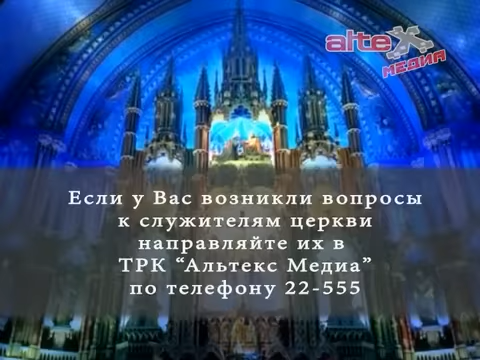 alteX
МЕДИА
Если у Вас возникли вопросы
к служителям церкви
направляйте их в
ТРК “Альтекс Медиа”
по телефону 22-555